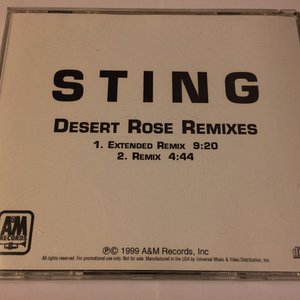 STING
DESERT ROSE REMIXES
1. EXTENDED REMIX 9:20
2. REMIX 4:44
A&M
RECORDS
℗© 1999 A&M Records, Inc
All rights reserved. For promotional use only. Not for sale. Manufactured in the USA by Universal Music & Video Distribution, Inc.